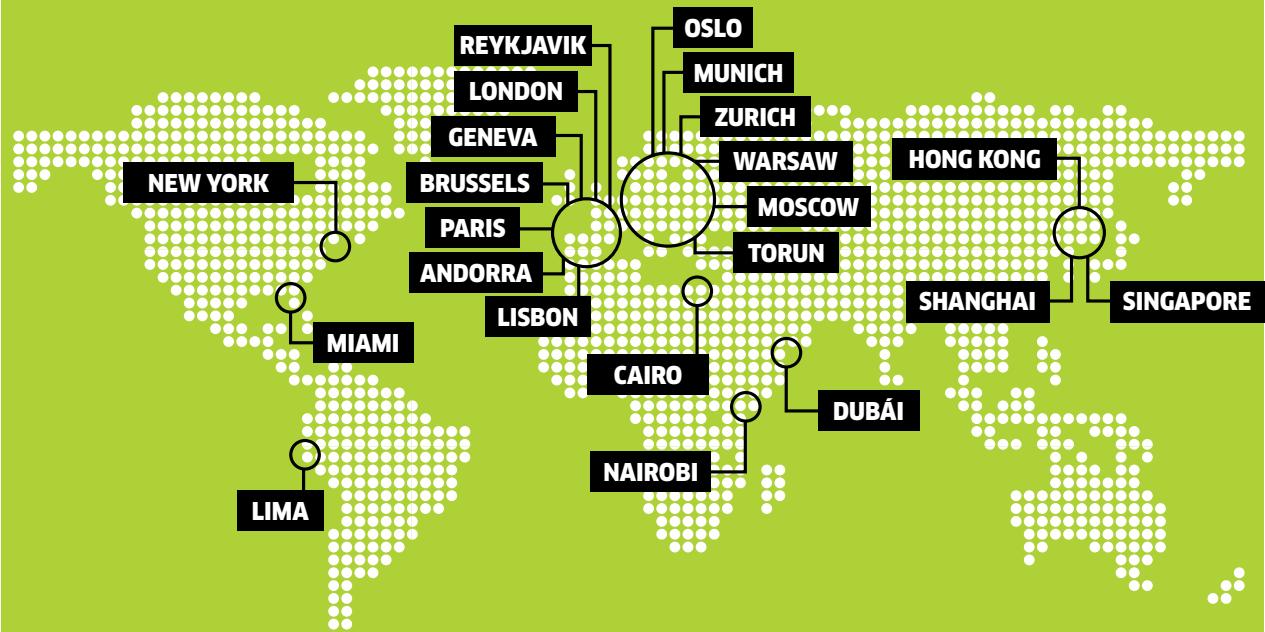 OSLO
REYKJAVIK
MUNICH
LONDON
ZURICH
GENEVA
WARSAW
HONG KONG
NEW YORK
BRUSSELS
MOSCOW
PARIS
TORUN
ANDORRA
SHANGHAI
SINGAPORE
LISBON
MIAMI
CAIRO
DUBÁI
NAIROBI
LIMA